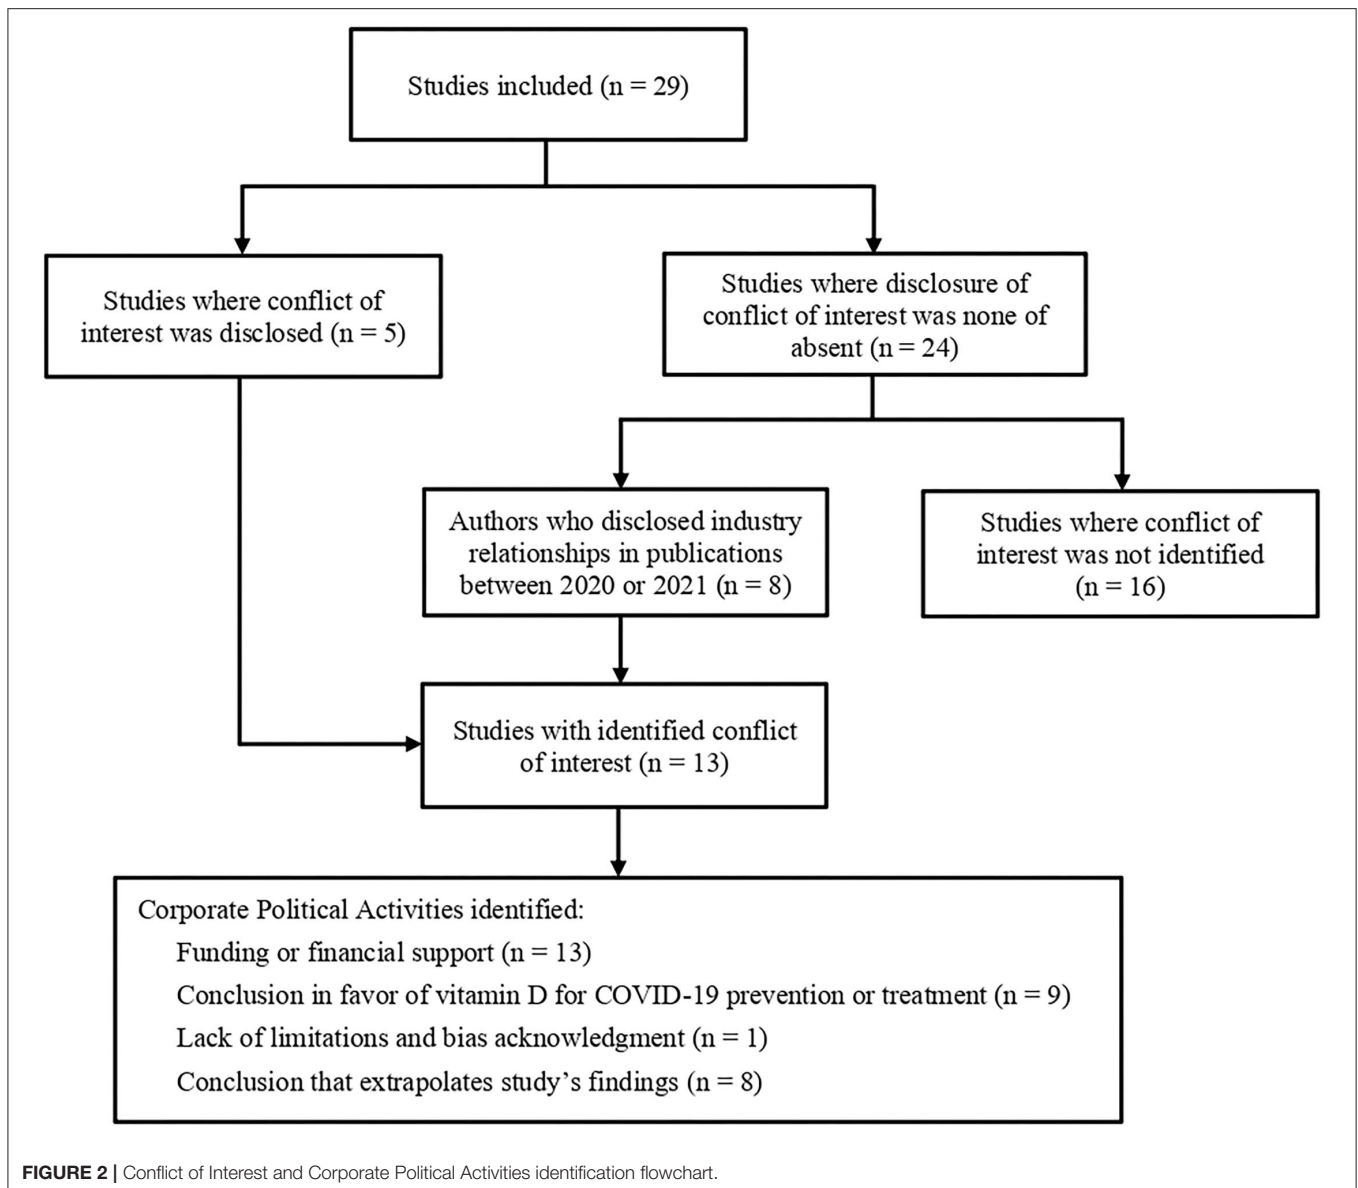 Studies included (n = 29)
Studies where conflict of
interest was disclosed (n = 5)
Studies where disclosure of
conflict of interest was none of
absent (n = 24)
Authors who disclosed industry
relationships in publications
between 2020 or 2021 (n = 8)
Studies where conflict of
interest was not identified
(n = 16)
Studies with identified conflict
of interest (n = 13)
Corporate Political Activities identified:
Funding or financial support (n = 13)
Conclusion in favor of vitamin D for COVID-19 prevention or treatment (n = 9)
Lack of limitations and bias acknowledgment (n = 1)
Conclusion that extrapolates study’s findings (n = 8)
FIGURE 2 | Conflict of Interest and Corporate Political Activities identification flowchart.